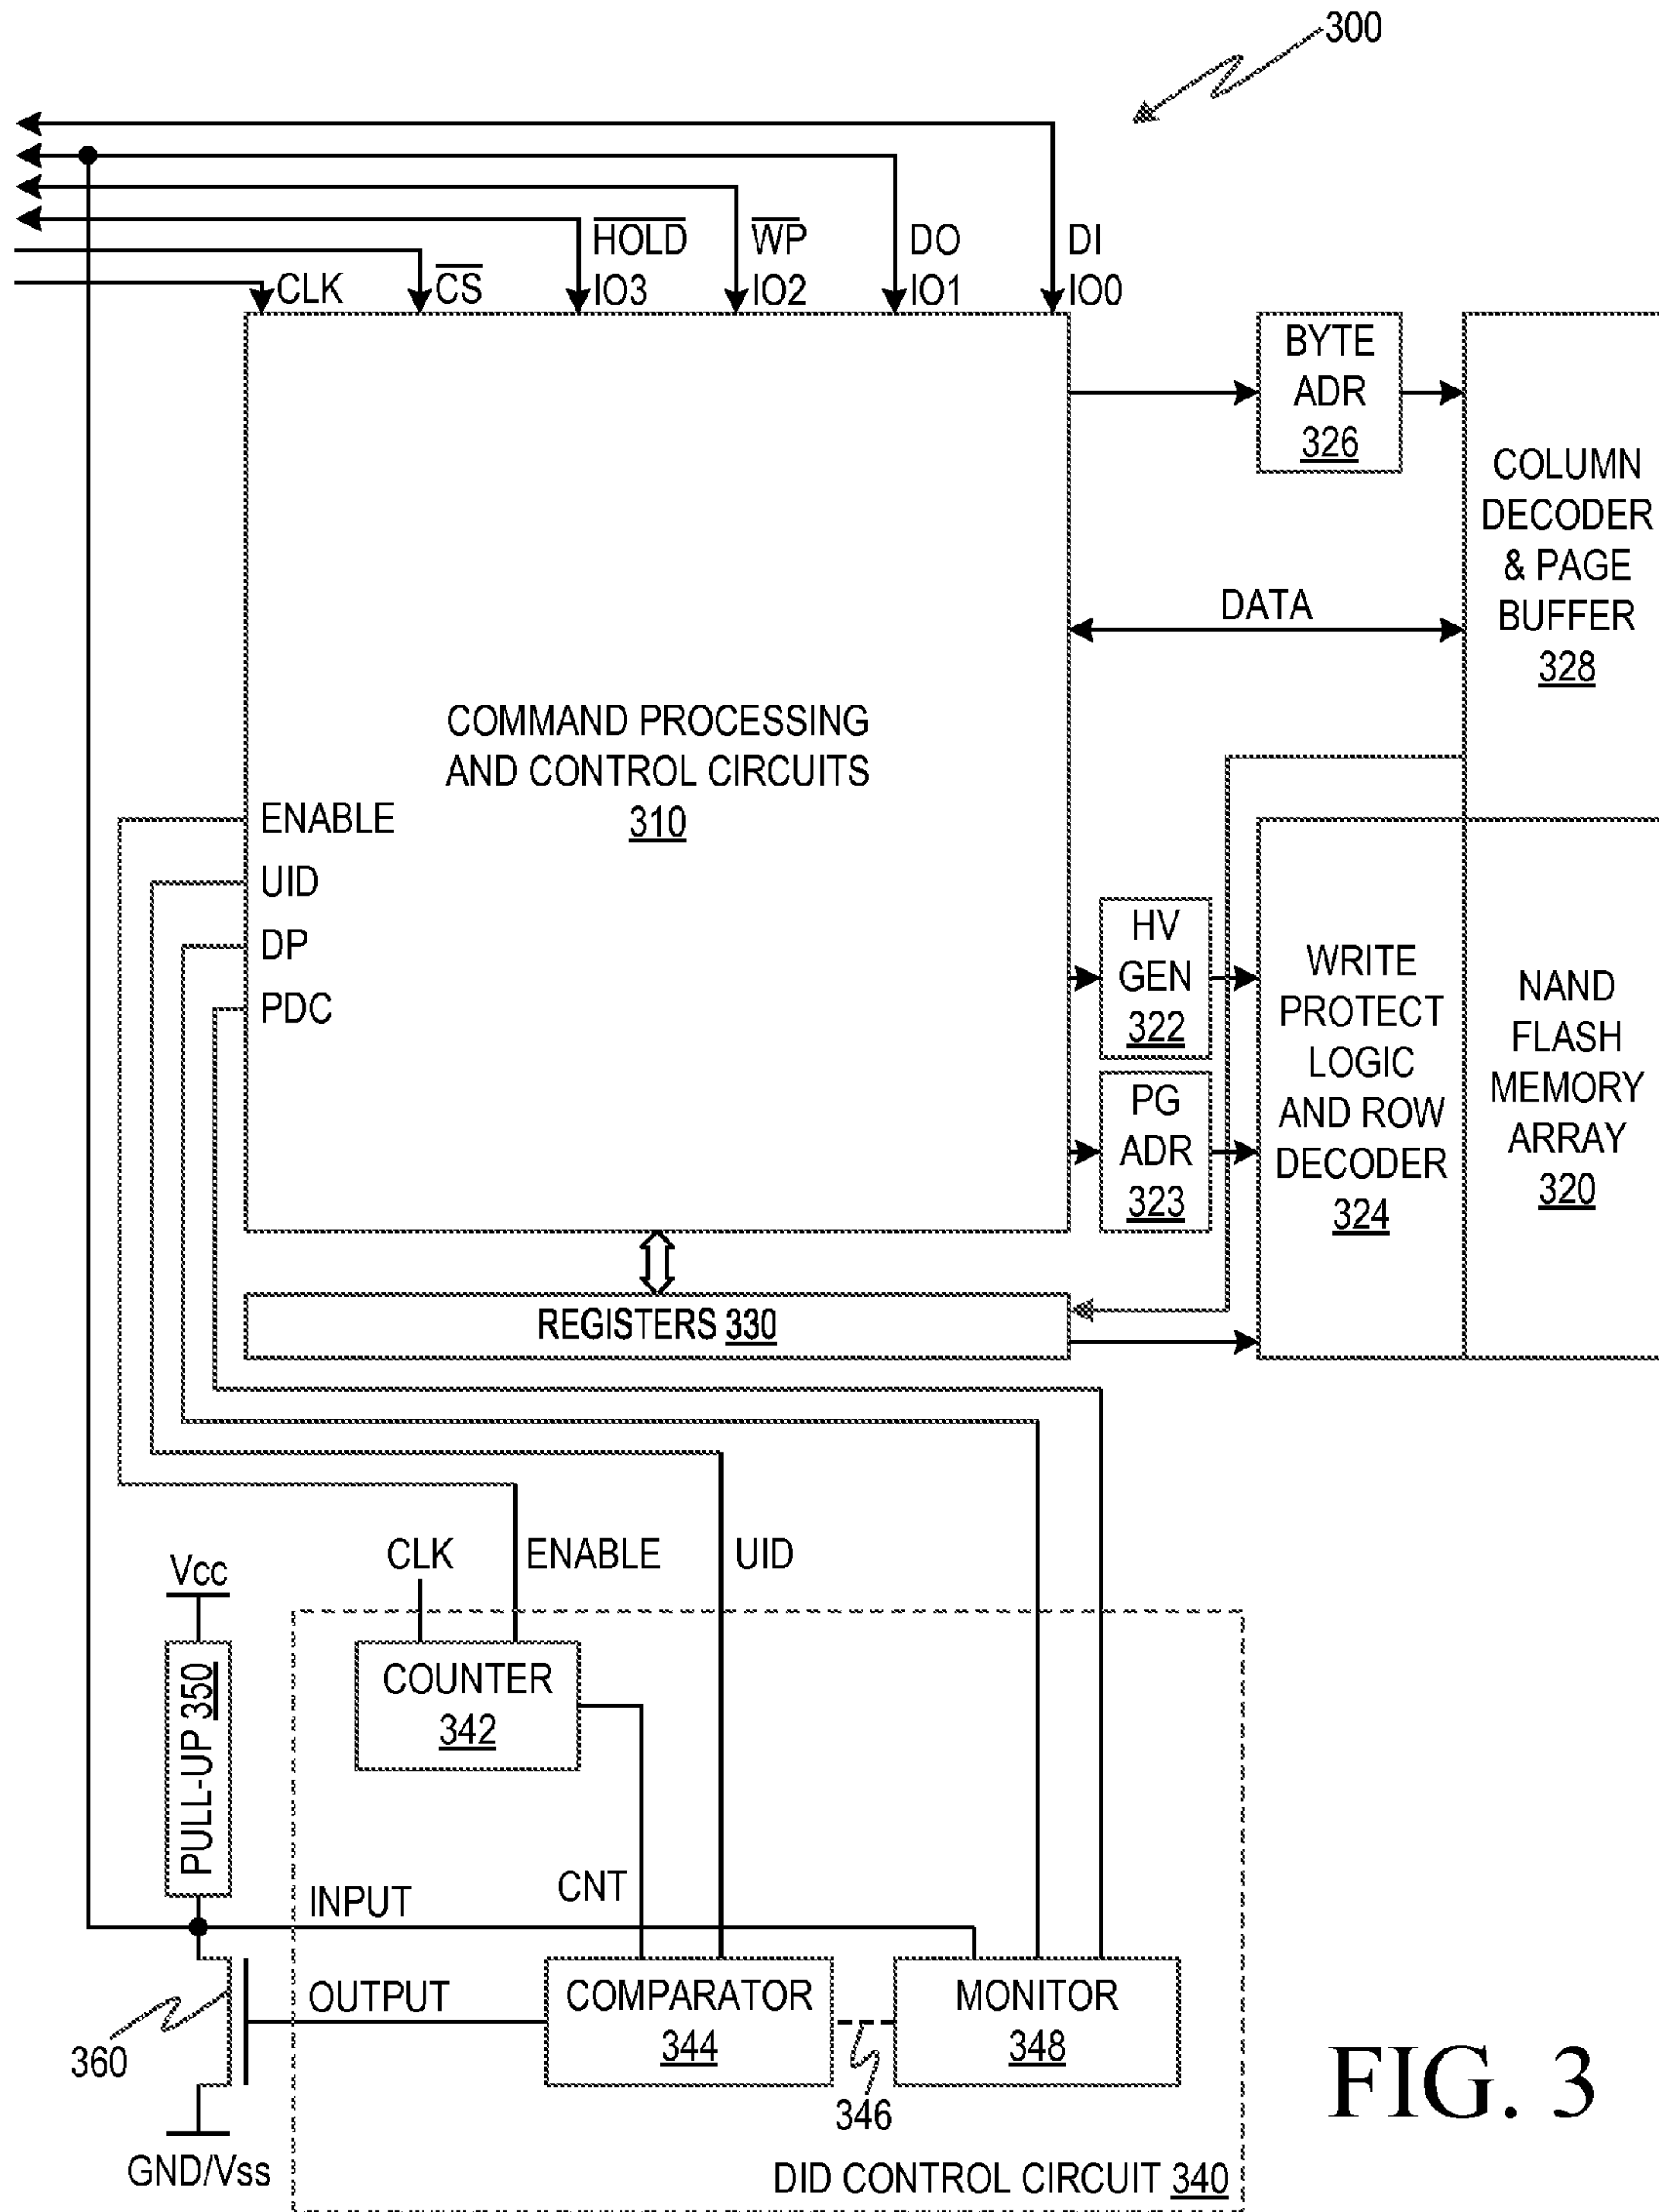 300
HOLD
WP
DO
DI
CLK
CS
IO3
IO2
IO1
IO0
BYTE
ADR
326
COLUMN
DECODER
& PAGE
BUFFER
328
DATA
COMMAND PROCESSING
AND CONTROL CIRCUITS
310
ENABLE
UID
DP
PDC
HV
GEN
322
PG
ADR
323
WRITE
PROTECT
LOGIC
AND ROW
DECODER
324
NAND
FLASH
MEMORY
ARRAY
320
REGISTERS 330
CLK
ENABLE
UID
Vcc
PULL-UP 350
COUNTER
342
CNT
INPUT
OUTPUT
COMPARATOR
344
MONITOR
348
346
360
GND/Vss
DID CONTROL CIRCUIT 340
FIG. 3